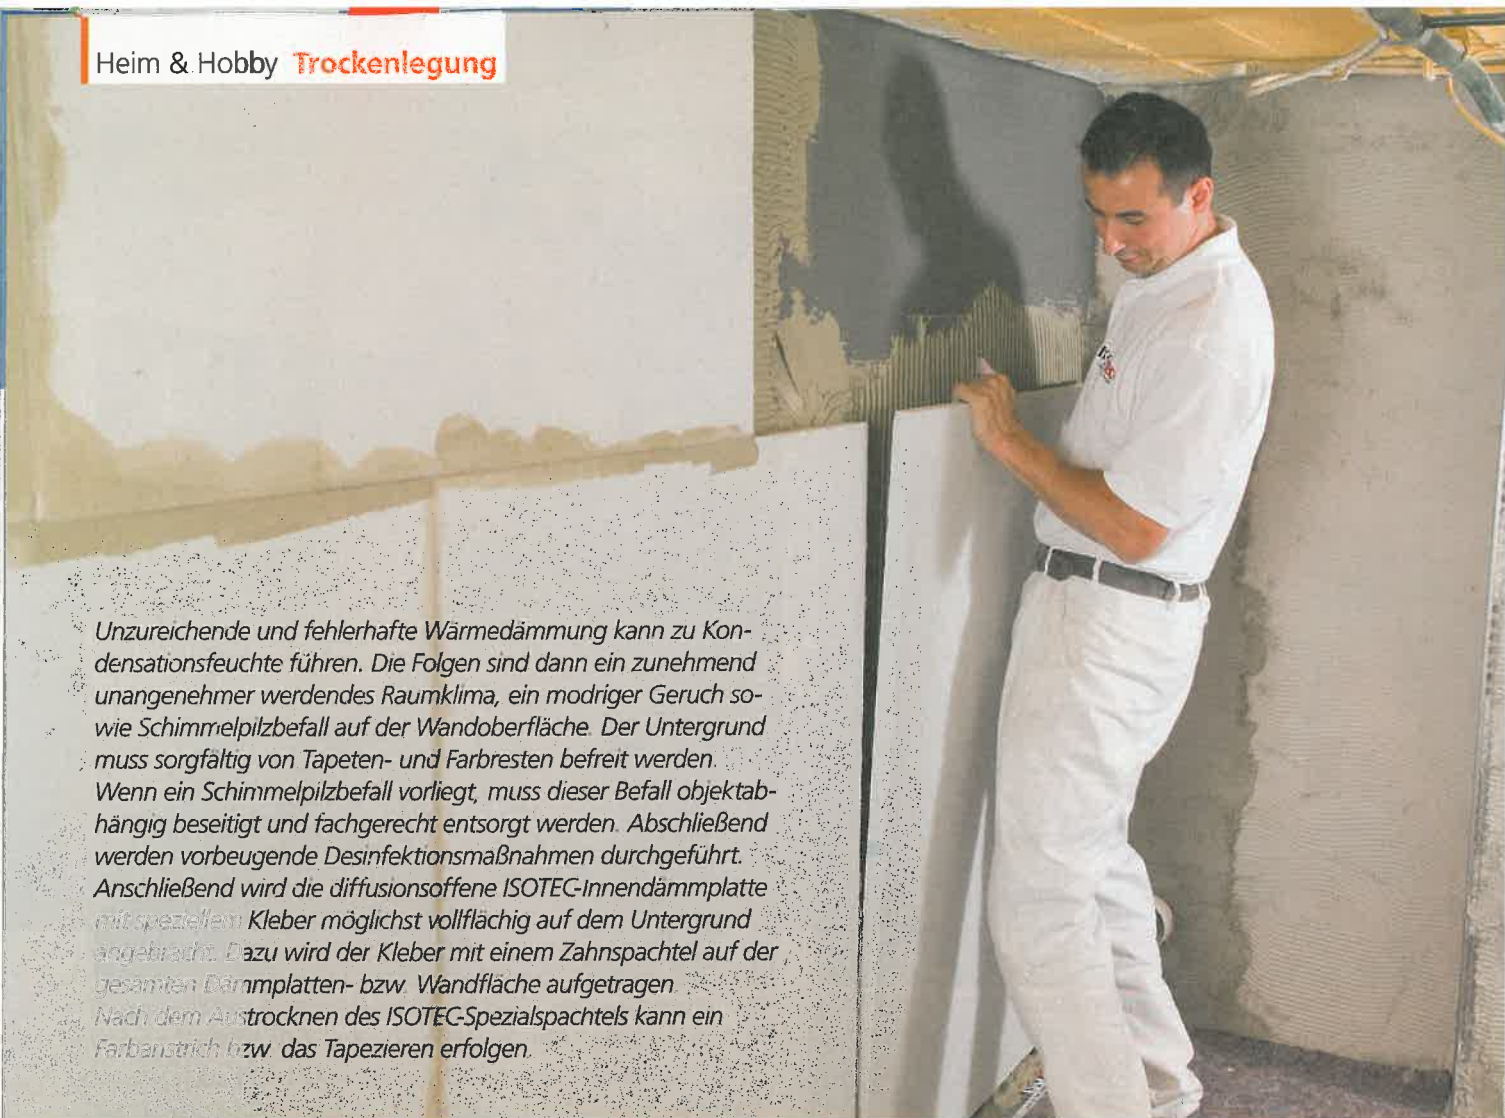 Heim & Hobby Trockenlegung
Unzureichende und fehlerhafte Wärmedämmung kann zu Kon-
densationsfeuchte führen. Die Folgen sind dann ein zunehmend
unangenehmer werdendes Raumklima, ein modriger Geruch so-
wie Schimmelpilzbefall auf der Wandoberfläche. Der Untergrund
muss sorgfältig von Tapeten- und Farbresten befreit werden.
Wenn ein Schimmelpilzbefall vorliegt, muss dieser Befall objektab-
hängig beseitigt und fachgerecht entsorgt werden. Abschließend
werden vorbeugende Desinfektionsmaßnahmen durchgeführt.
Anschließend wird die diffusionsoffene ISOTEC-Innendämmplatte
mit speziellem Kleber möglichst vollflächig auf dem Untergrund
angebracht. Dazu wird der Kleber mit einem Zahnspachtel auf der
gesamten Dämmplatten- bzw. Wandfläche aufgetragen.
Nach dem Austrocknen des ISOTEC-Spezialspachtels kann ein
Farbanstrich bzw. das Tapezieren erfolgen.